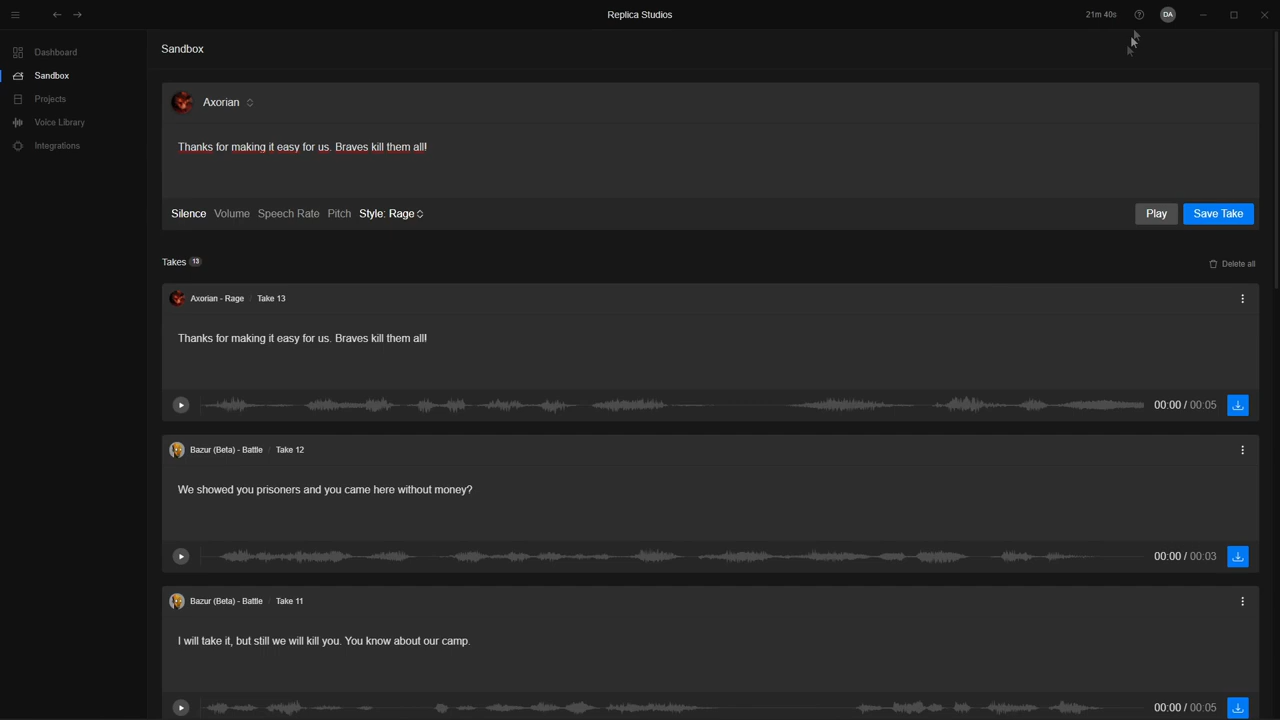 Replica Studios
21m 40s
DA
Dashboard
Sandbox
Projects
Voice Library
Integrations
Sandbox
Axorian
Thanks for making it easy for us. Braves kill them all!
Silence Volume Speech Rate Pitch Style: Rage
Play
Save Take
Takes 13
Delete all
Axorian - Rage / Take 13
Thanks for making it easy for us. Braves kill them all!
00:00 / 00:05
Bazur (Beta) - Battle / Take 12
We showed you prisoners and you came here without money?
00:00 / 00:03
Bazur (Beta) - Battle / Take 11
I will take it, but still we will kill you. You know about our camp.
00:00 / 00:05